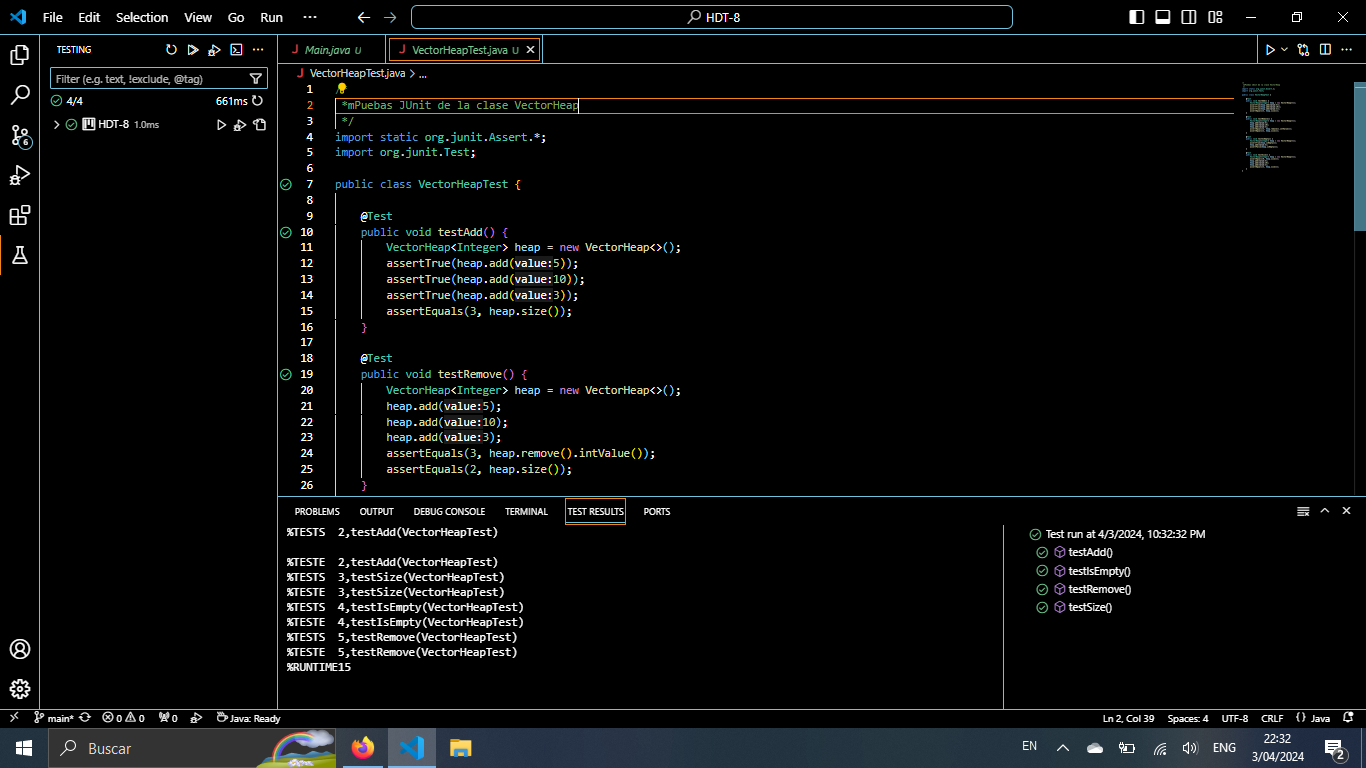 File Edit Selection View Go Run ··· HDT-8
TESTING
Filter (e.g. text, !exclude, @tag)
4/4 661ms
HDT-8 1.0ms
6
Main.java U VectorHeapTest.java U
VectorHeapTest.java > ...
1 /*
2 *mPuebas JUnit de la clase VectorHeap
3 */
4 import static org.junit.Assert.*;
5 import org.junit.Test;
6
7 public class VectorHeapTest {
8
9 @Test
10 public void testAdd() {
11 VectorHeap<Integer> heap = new VectorHeap<>();
12 assertTrue(heap.add(value:5));
13 assertTrue(heap.add(value:10));
14 assertTrue(heap.add(value:3));
15 assertEquals(3, heap.size());
16 }
17
18 @Test
19 public void testRemove() {
20 VectorHeap<Integer> heap = new VectorHeap<>();
21 heap.add(value:5);
22 heap.add(value:10);
23 heap.add(value:3);
24 assertEquals(3, heap.remove().intValue());
25 assertEquals(2, heap.size());
26 }
PROBLEMS OUTPUT DEBUG CONSOLE TERMINAL TEST RESULTS PORTS
%TESTS 2,testAdd(VectorHeapTest)
%TESTE 2,testAdd(VectorHeapTest)
%TESTS 3,testSize(VectorHeapTest)
%TESTE 3,testSize(VectorHeapTest)
%TESTS 4,testIsEmpty(VectorHeapTest)
%TESTE 4,testIsEmpty(VectorHeapTest)
%TESTS 5,testRemove(VectorHeapTest)
%TESTE 5,testRemove(VectorHeapTest)
%RUNTIME15
Test run at 4/3/2024, 10:32:32 PM
testAdd()
testIsEmpty()
testRemove()
testSize()
main* 0 0 0 Java: Ready Ln 2, Col 39 Spaces: 4 UTF-8 CRLF {} Java
Buscar EN ENG 22:32
3/04/2024 2